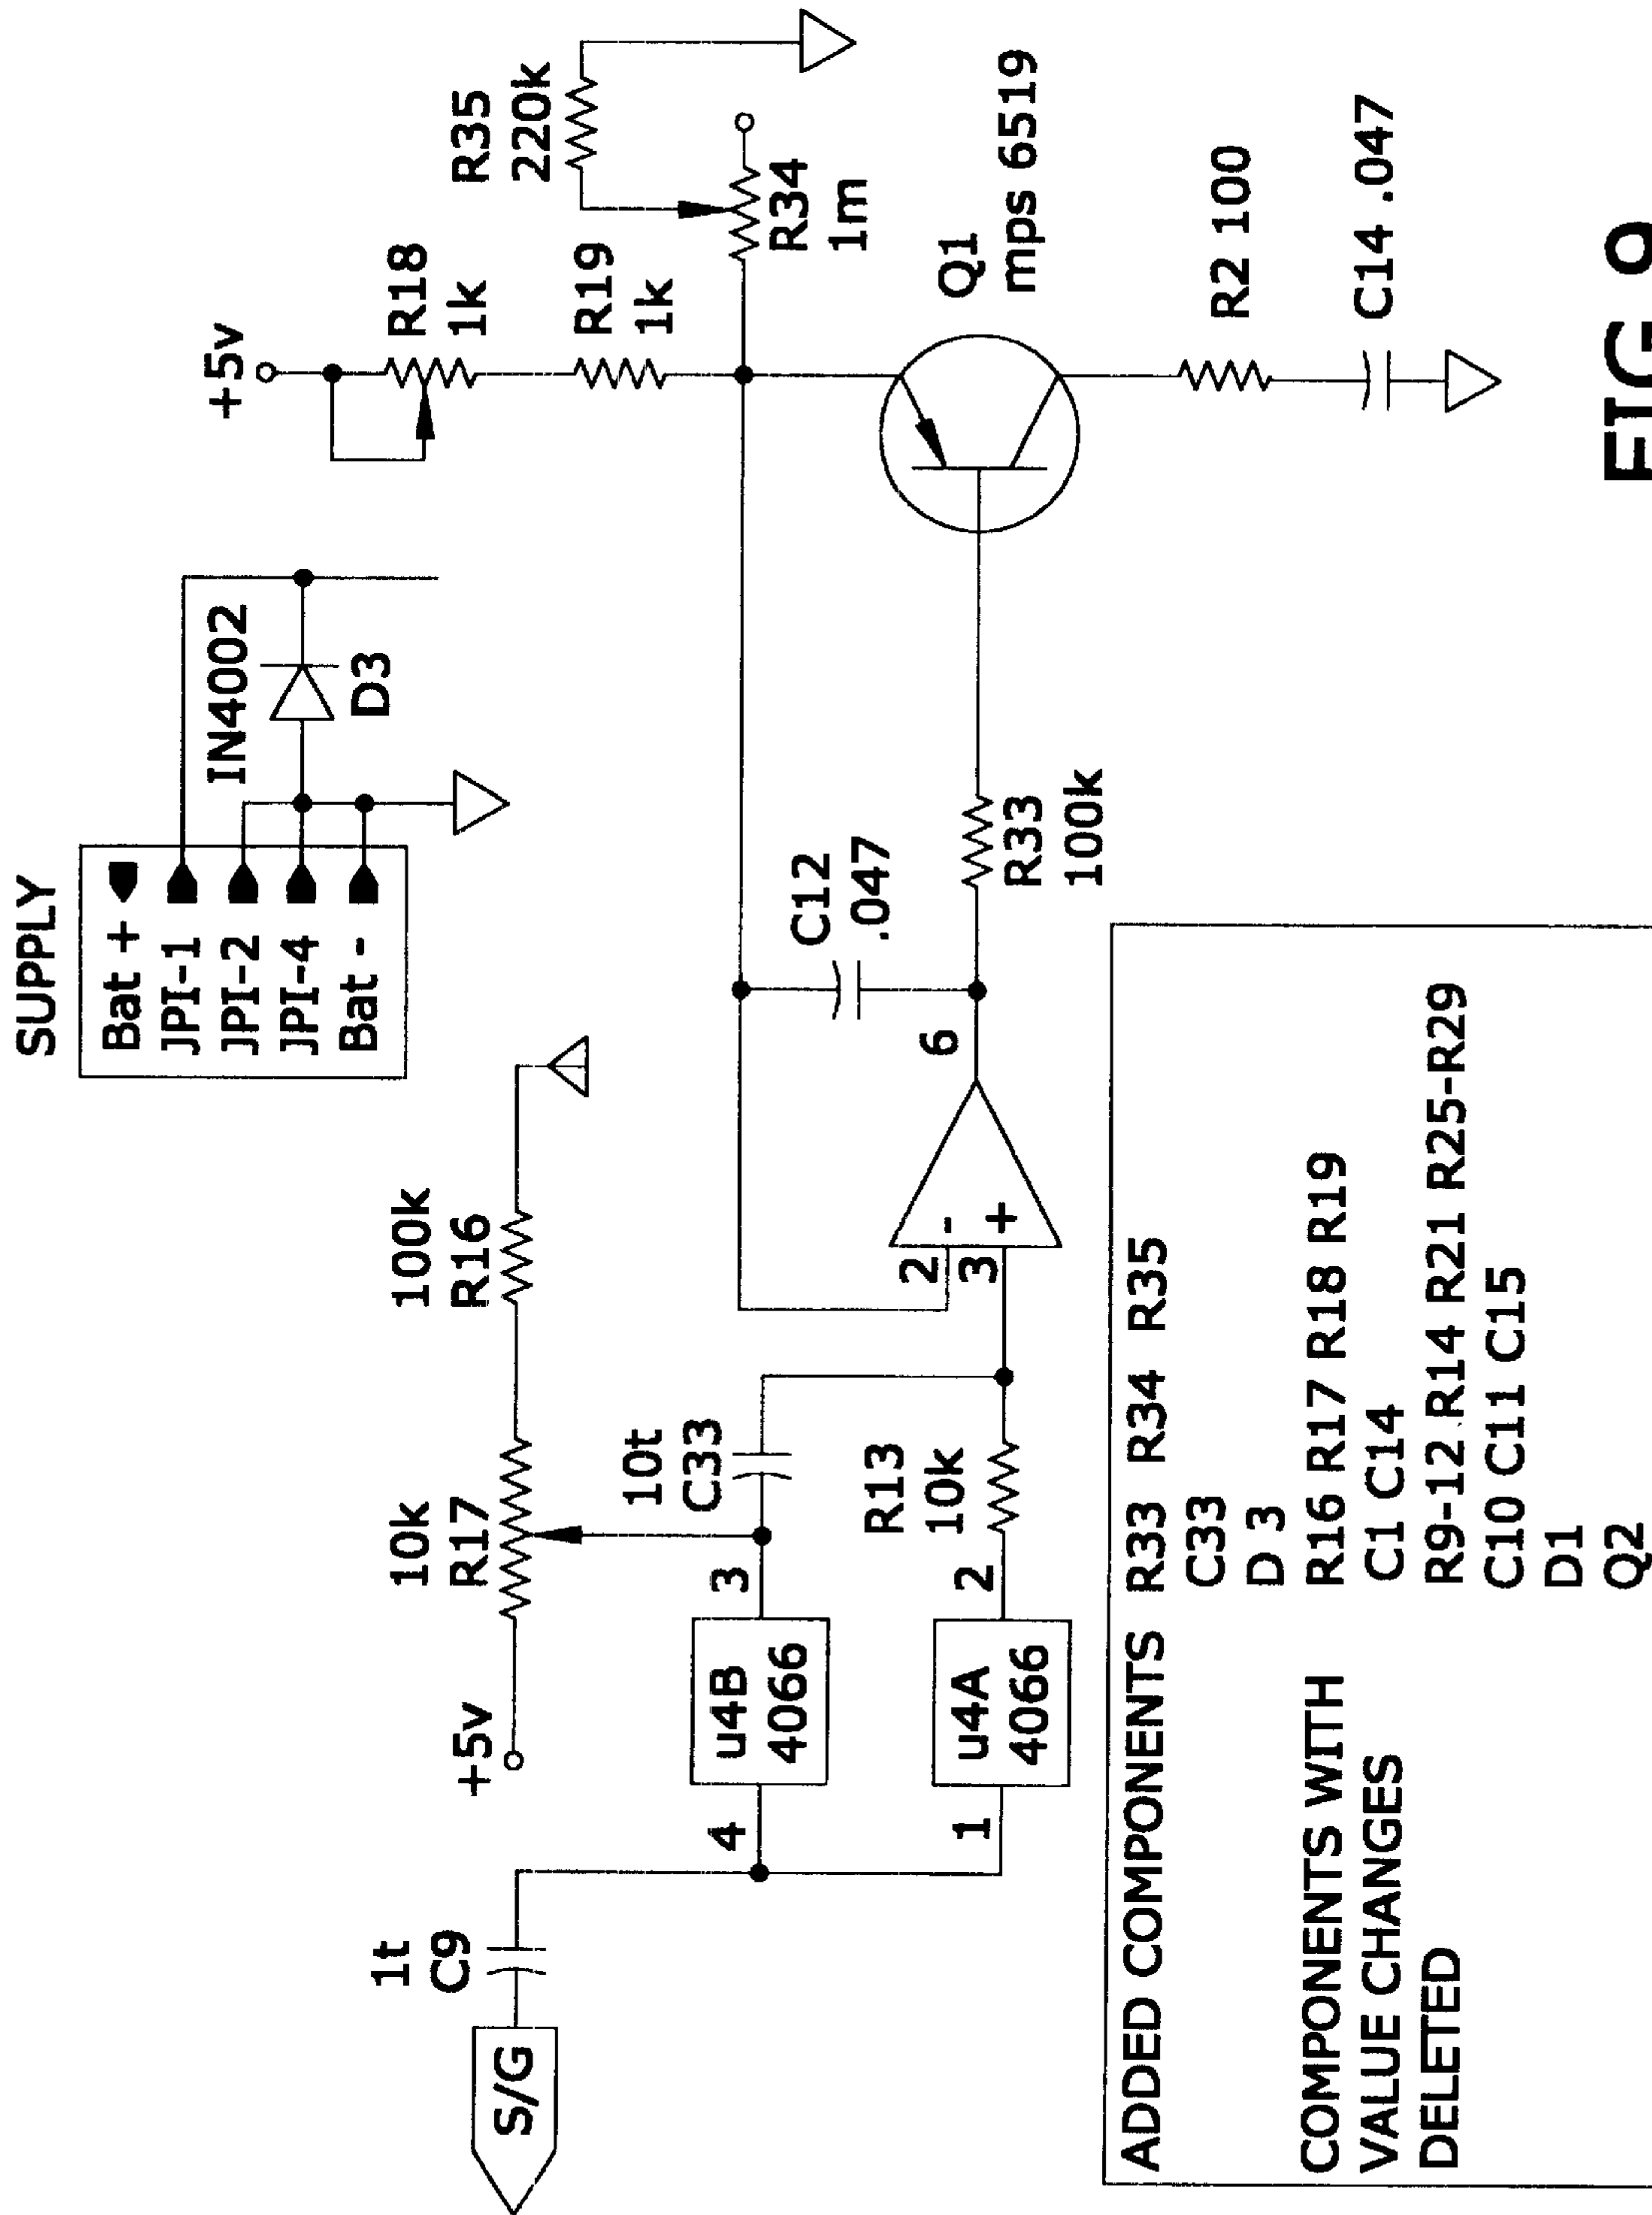 SUPPLY
Bat +
JPI-1
JPI-2
JPI-4
Bat -
IN4002
D3
+5v
R18
1k
R19
1k
R35
220k
R34
1m
Q1
mps 6519
R2 100
C14 .047
S/G
1t
C9
+5v
10k
R17
100k
R16
4
u4B
4066
3
1
u4A
4066
2
10t
C33
R13
10k
2
3
-
+
6
C12
.047
R33
100k
ADDED COMPONENTS R33 R34 R35
C33
D 3
COMPONENTS WITH R16 R17 R18 R19
VALUE CHANGES C1 C14
DELETED R9-12 R14 R21 R25-R29
C10 C11 C15
D1
Q2